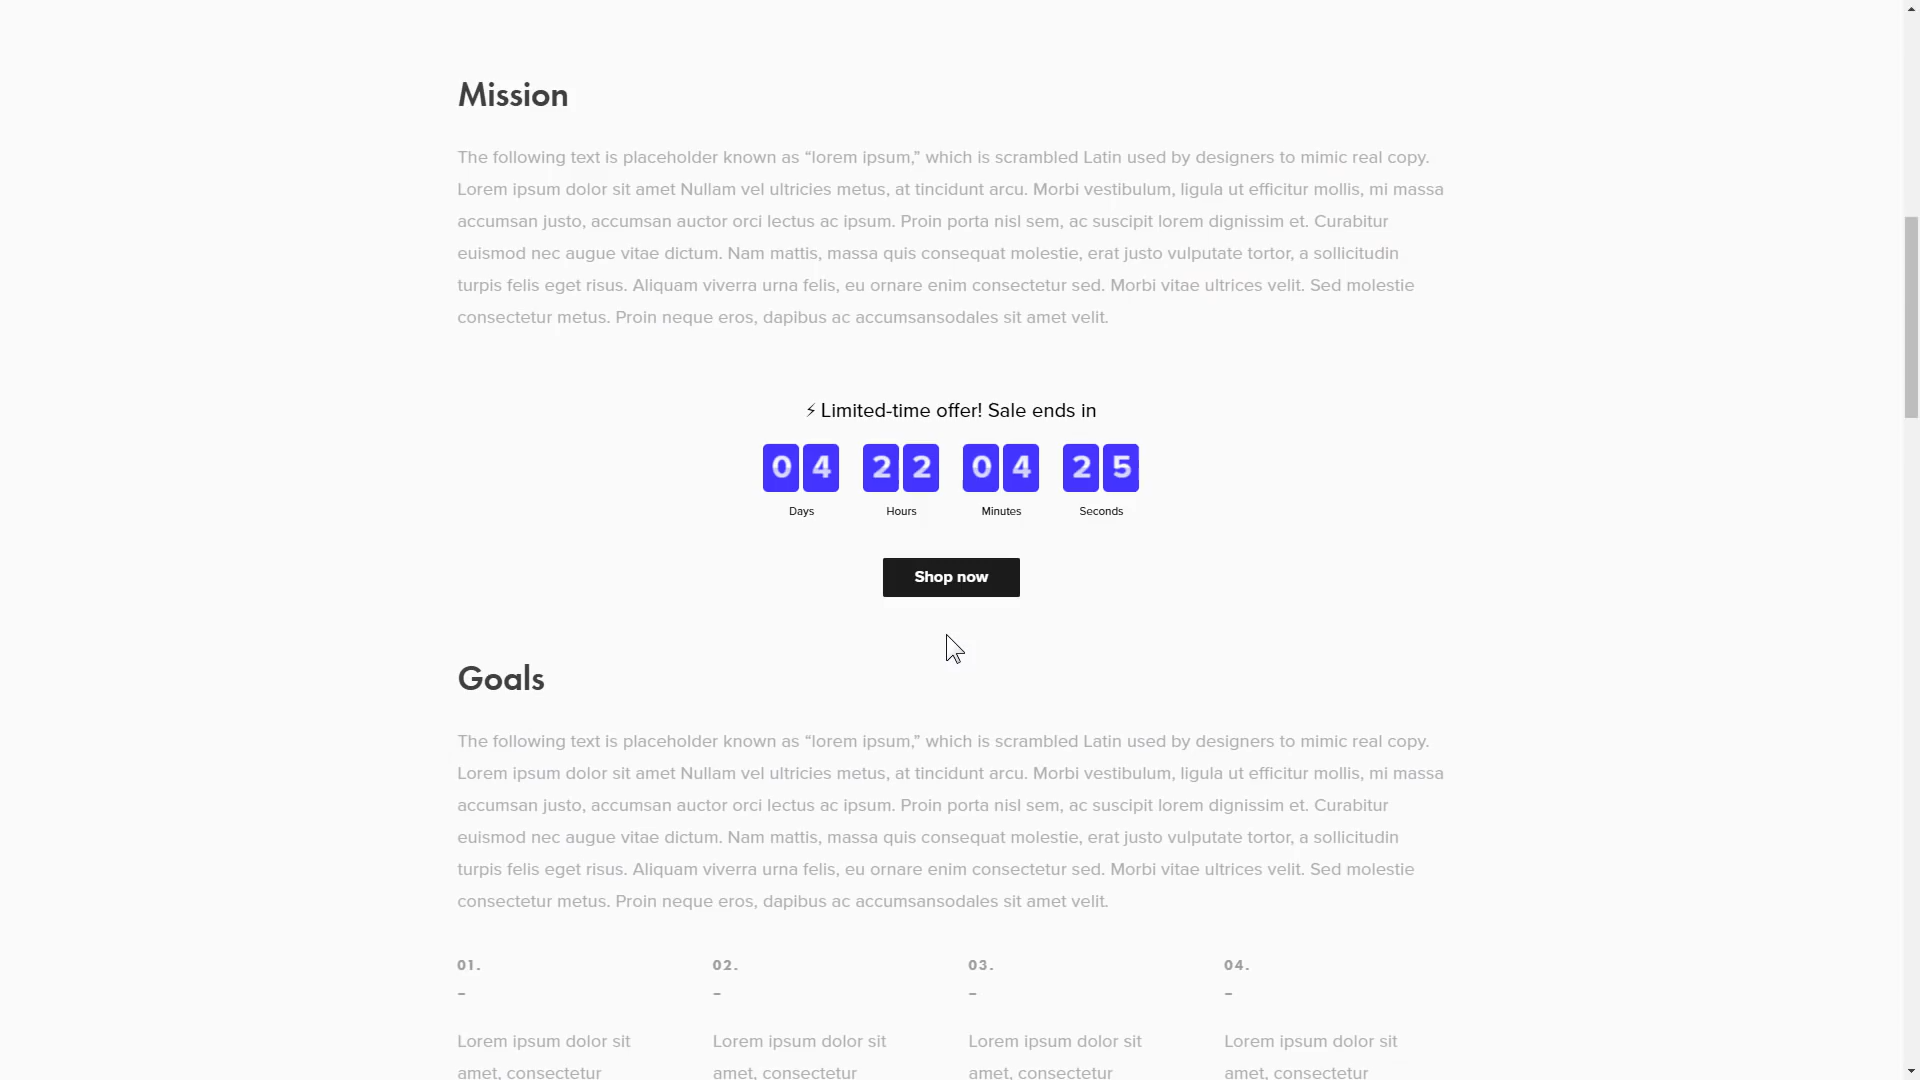 Mission
The following text is placeholder known as “lorem ipsum,” which is scrambled Latin used by designers to mimic real copy.
Lorem ipsum dolor sit amet Nullam vel ultricies metus, at tincidunt arcu. Morbi vestibulum, ligula ut efficitur mollis, mi massa
accumsan justo, accumsan auctor orci lectus ac ipsum. Proin porta nisl sem, ac suscipit lorem dignissim et. Curabitur
euismod nec augue vitae dictum. Nam mattis, massa quis consequat molestie, erat justo vulputate tortor, a sollicitudin
turpis felis eget risus. Aliquam viverra urna felis, eu ornare enim consectetur sed. Morbi vitae ultrices velit. Sed molestie
consectetur metus. Proin neque eros, dapibus ac accumsansodales sit amet velit.
⚡ Limited-time offer! Sale ends in
04 22 04 25
Days Hours Minutes Seconds
Shop now
Goals
The following text is placeholder known as “lorem ipsum,” which is scrambled Latin used by designers to mimic real copy.
Lorem ipsum dolor sit amet Nullam vel ultricies metus, at tincidunt arcu. Morbi vestibulum, ligula ut efficitur mollis, mi massa
accumsan justo, accumsan auctor orci lectus ac ipsum. Proin porta nisl sem, ac suscipit lorem dignissim et. Curabitur
euismod nec augue vitae dictum. Nam mattis, massa quis consequat molestie, erat justo vulputate tortor, a sollicitudin
turpis felis eget risus. Aliquam viverra urna felis, eu ornare enim consectetur sed. Morbi vitae ultrices velit. Sed molestie
consectetur metus. Proin neque eros, dapibus ac accumsansodales sit amet velit.
01.
–
Lorem ipsum dolor sit
amet, consectetur
02.
–
Lorem ipsum dolor sit
amet, consectetur
03.
–
Lorem ipsum dolor sit
amet, consectetur
04.
–
Lorem ipsum dolor sit
amet, consectetur